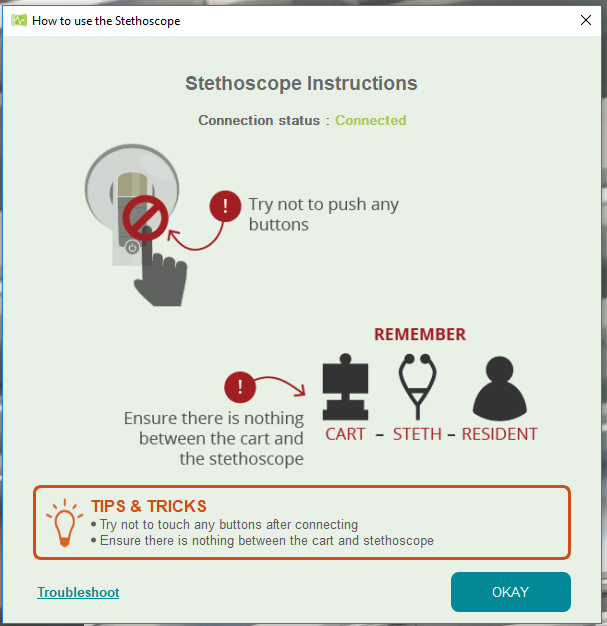 How to use the Stethoscope
Stethoscope Instructions
Connection status : Connected
! Try not to push any
buttons
REMEMBER
!
Ensure there is nothing
between the cart and
the stethoscope
CART – STETH – RESIDENT
TIPS & TRICKS
• Try not to touch any buttons after connecting
• Ensure there is nothing between the cart and stethoscope
Troubleshoot
OKAY